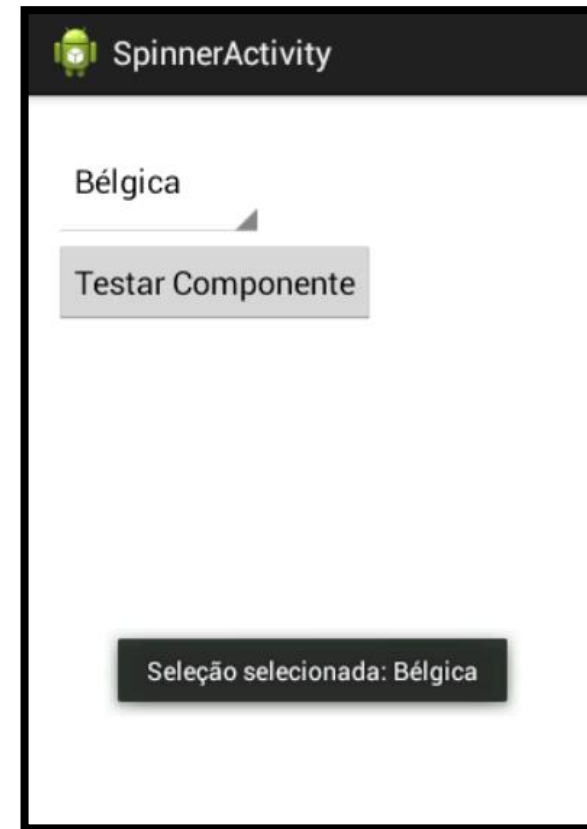 SpinnerActivity
Bélgica
Testar Componente
Seleção selecionada: Bélgica